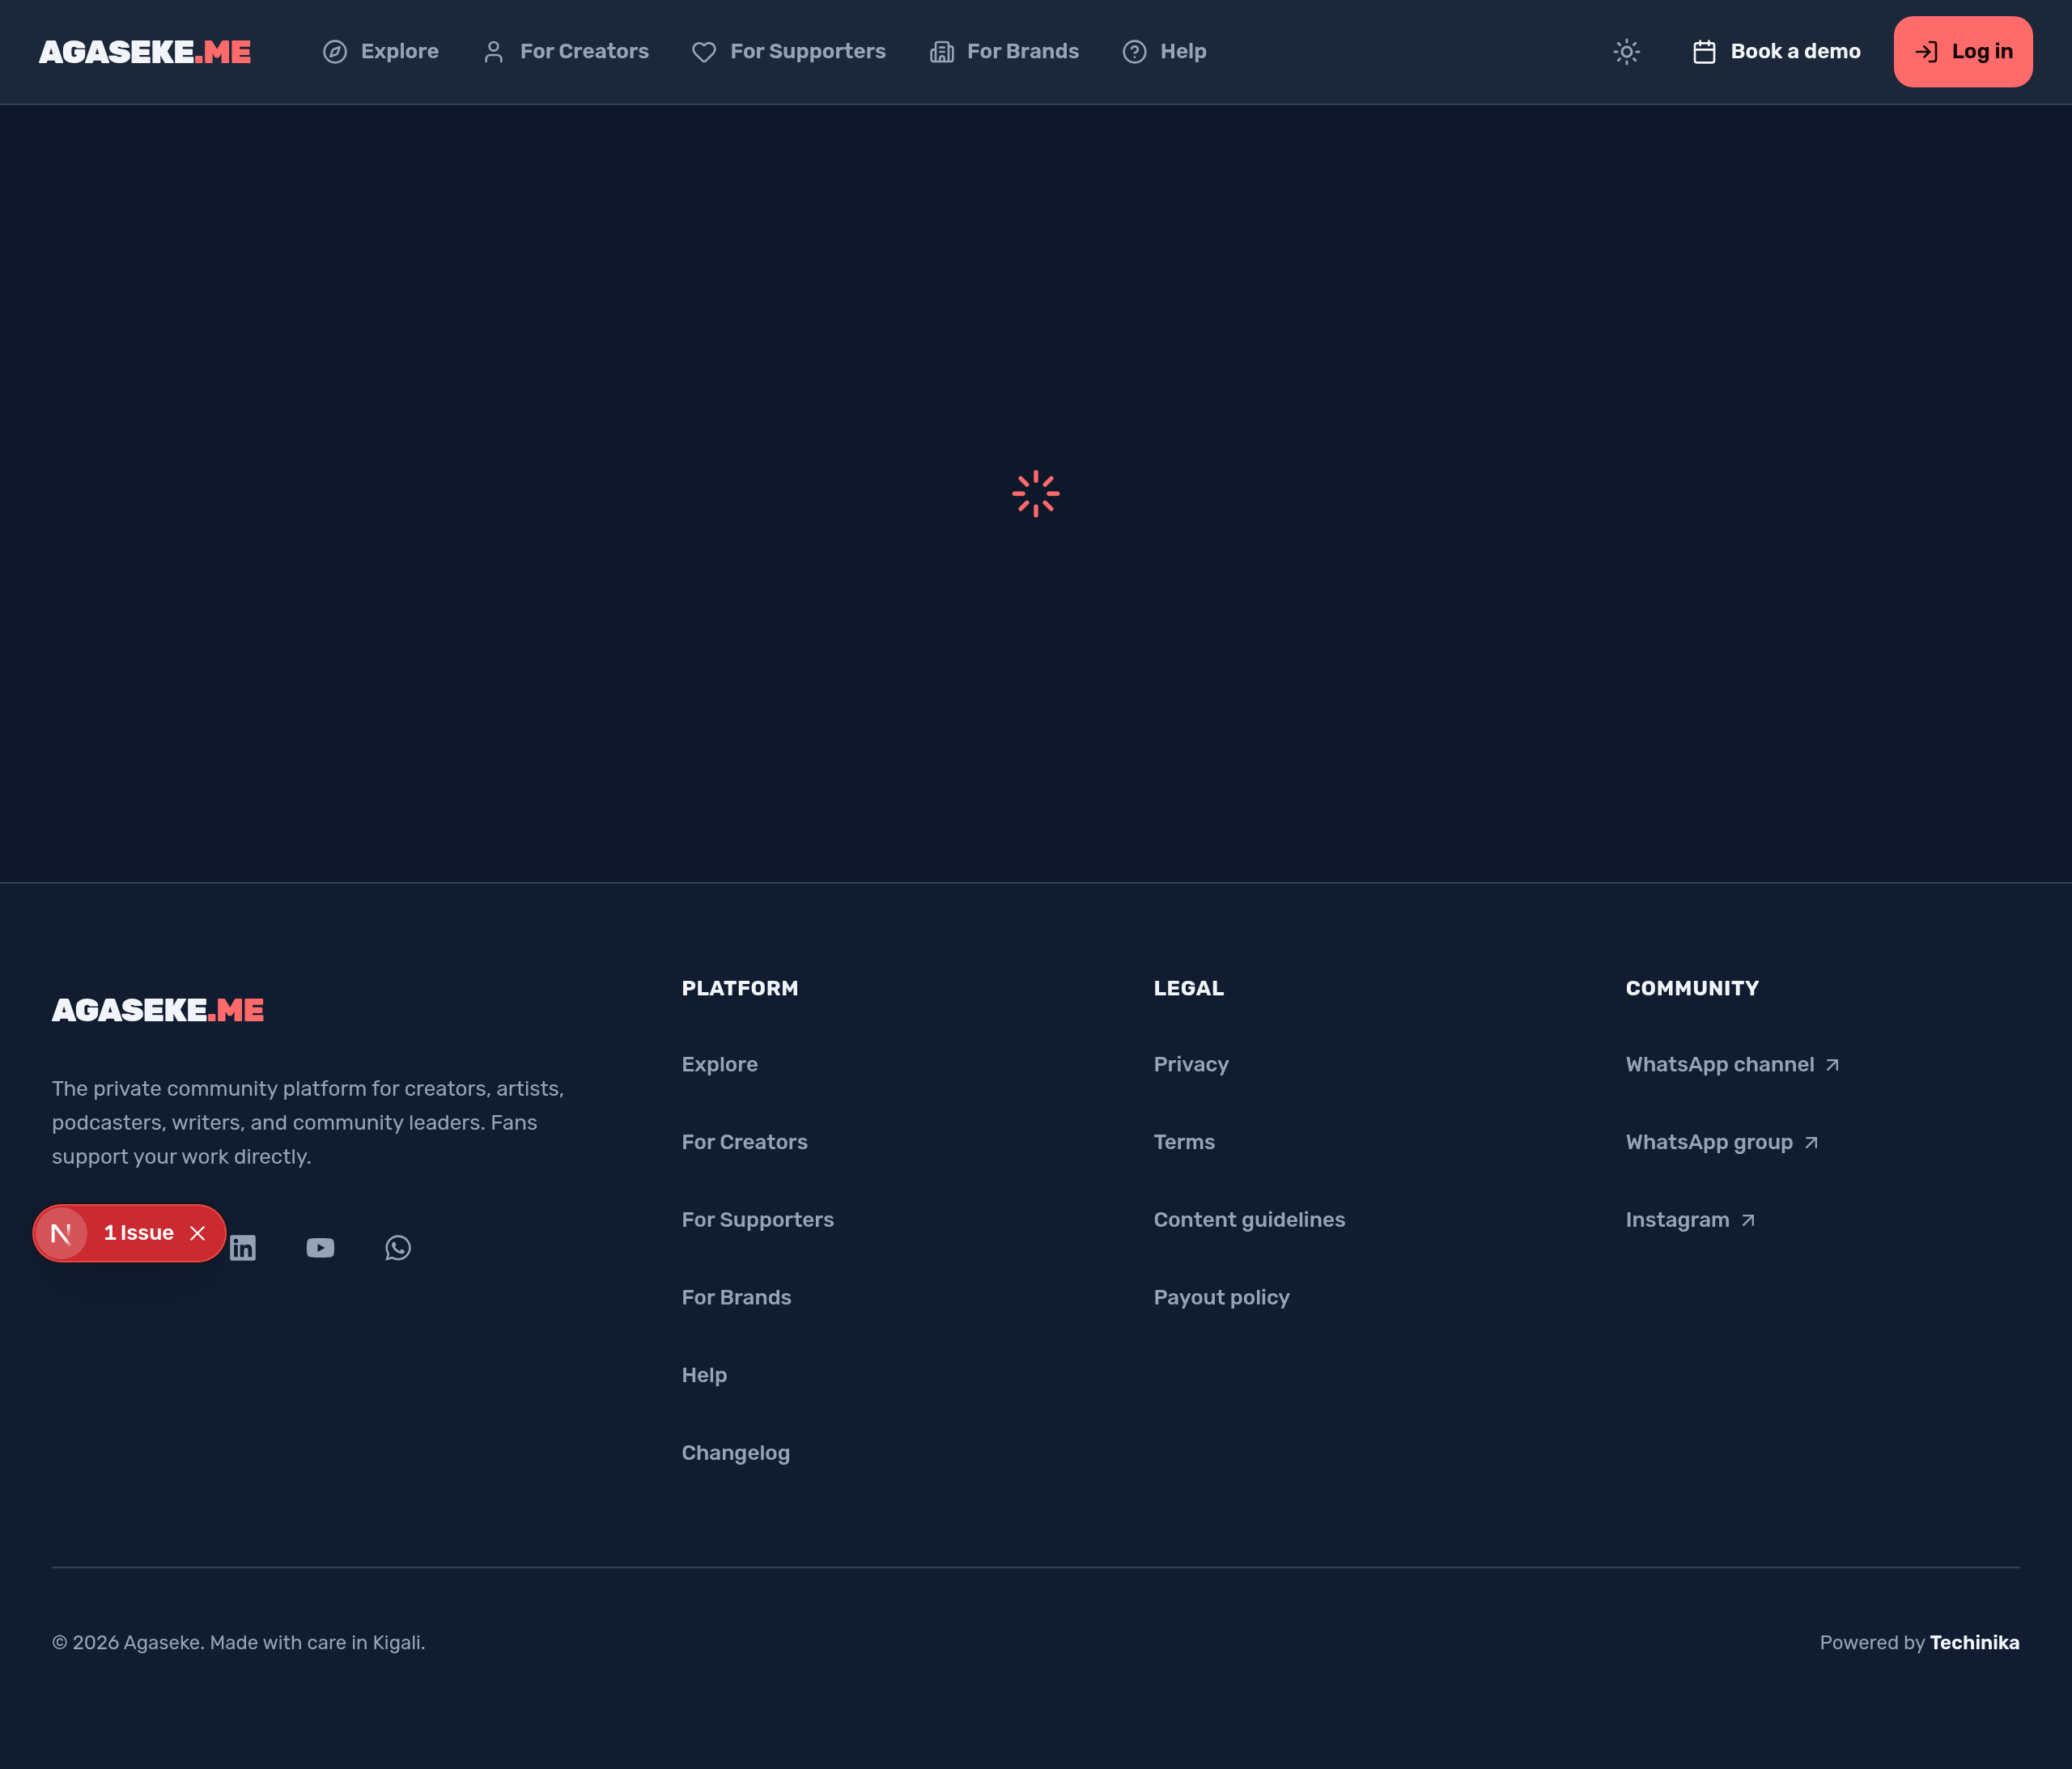 AGASEKE.ME
Explore
For Creators
For Supporters
For Brands
Help
Book a demo
Log in
AGASEKE.ME
The private community platform for creators, artists,
podcasters, writers, and community leaders. Fans
support your work directly.
1 Issue
PLATFORM
Explore
For Creators
For Supporters
For Brands
Help
Changelog
LEGAL
Privacy
Terms
Content guidelines
Payout policy
COMMUNITY
WhatsApp channel
WhatsApp group
Instagram
© 2026 Agaseke. Made with care in Kigali.
Powered by Techinika